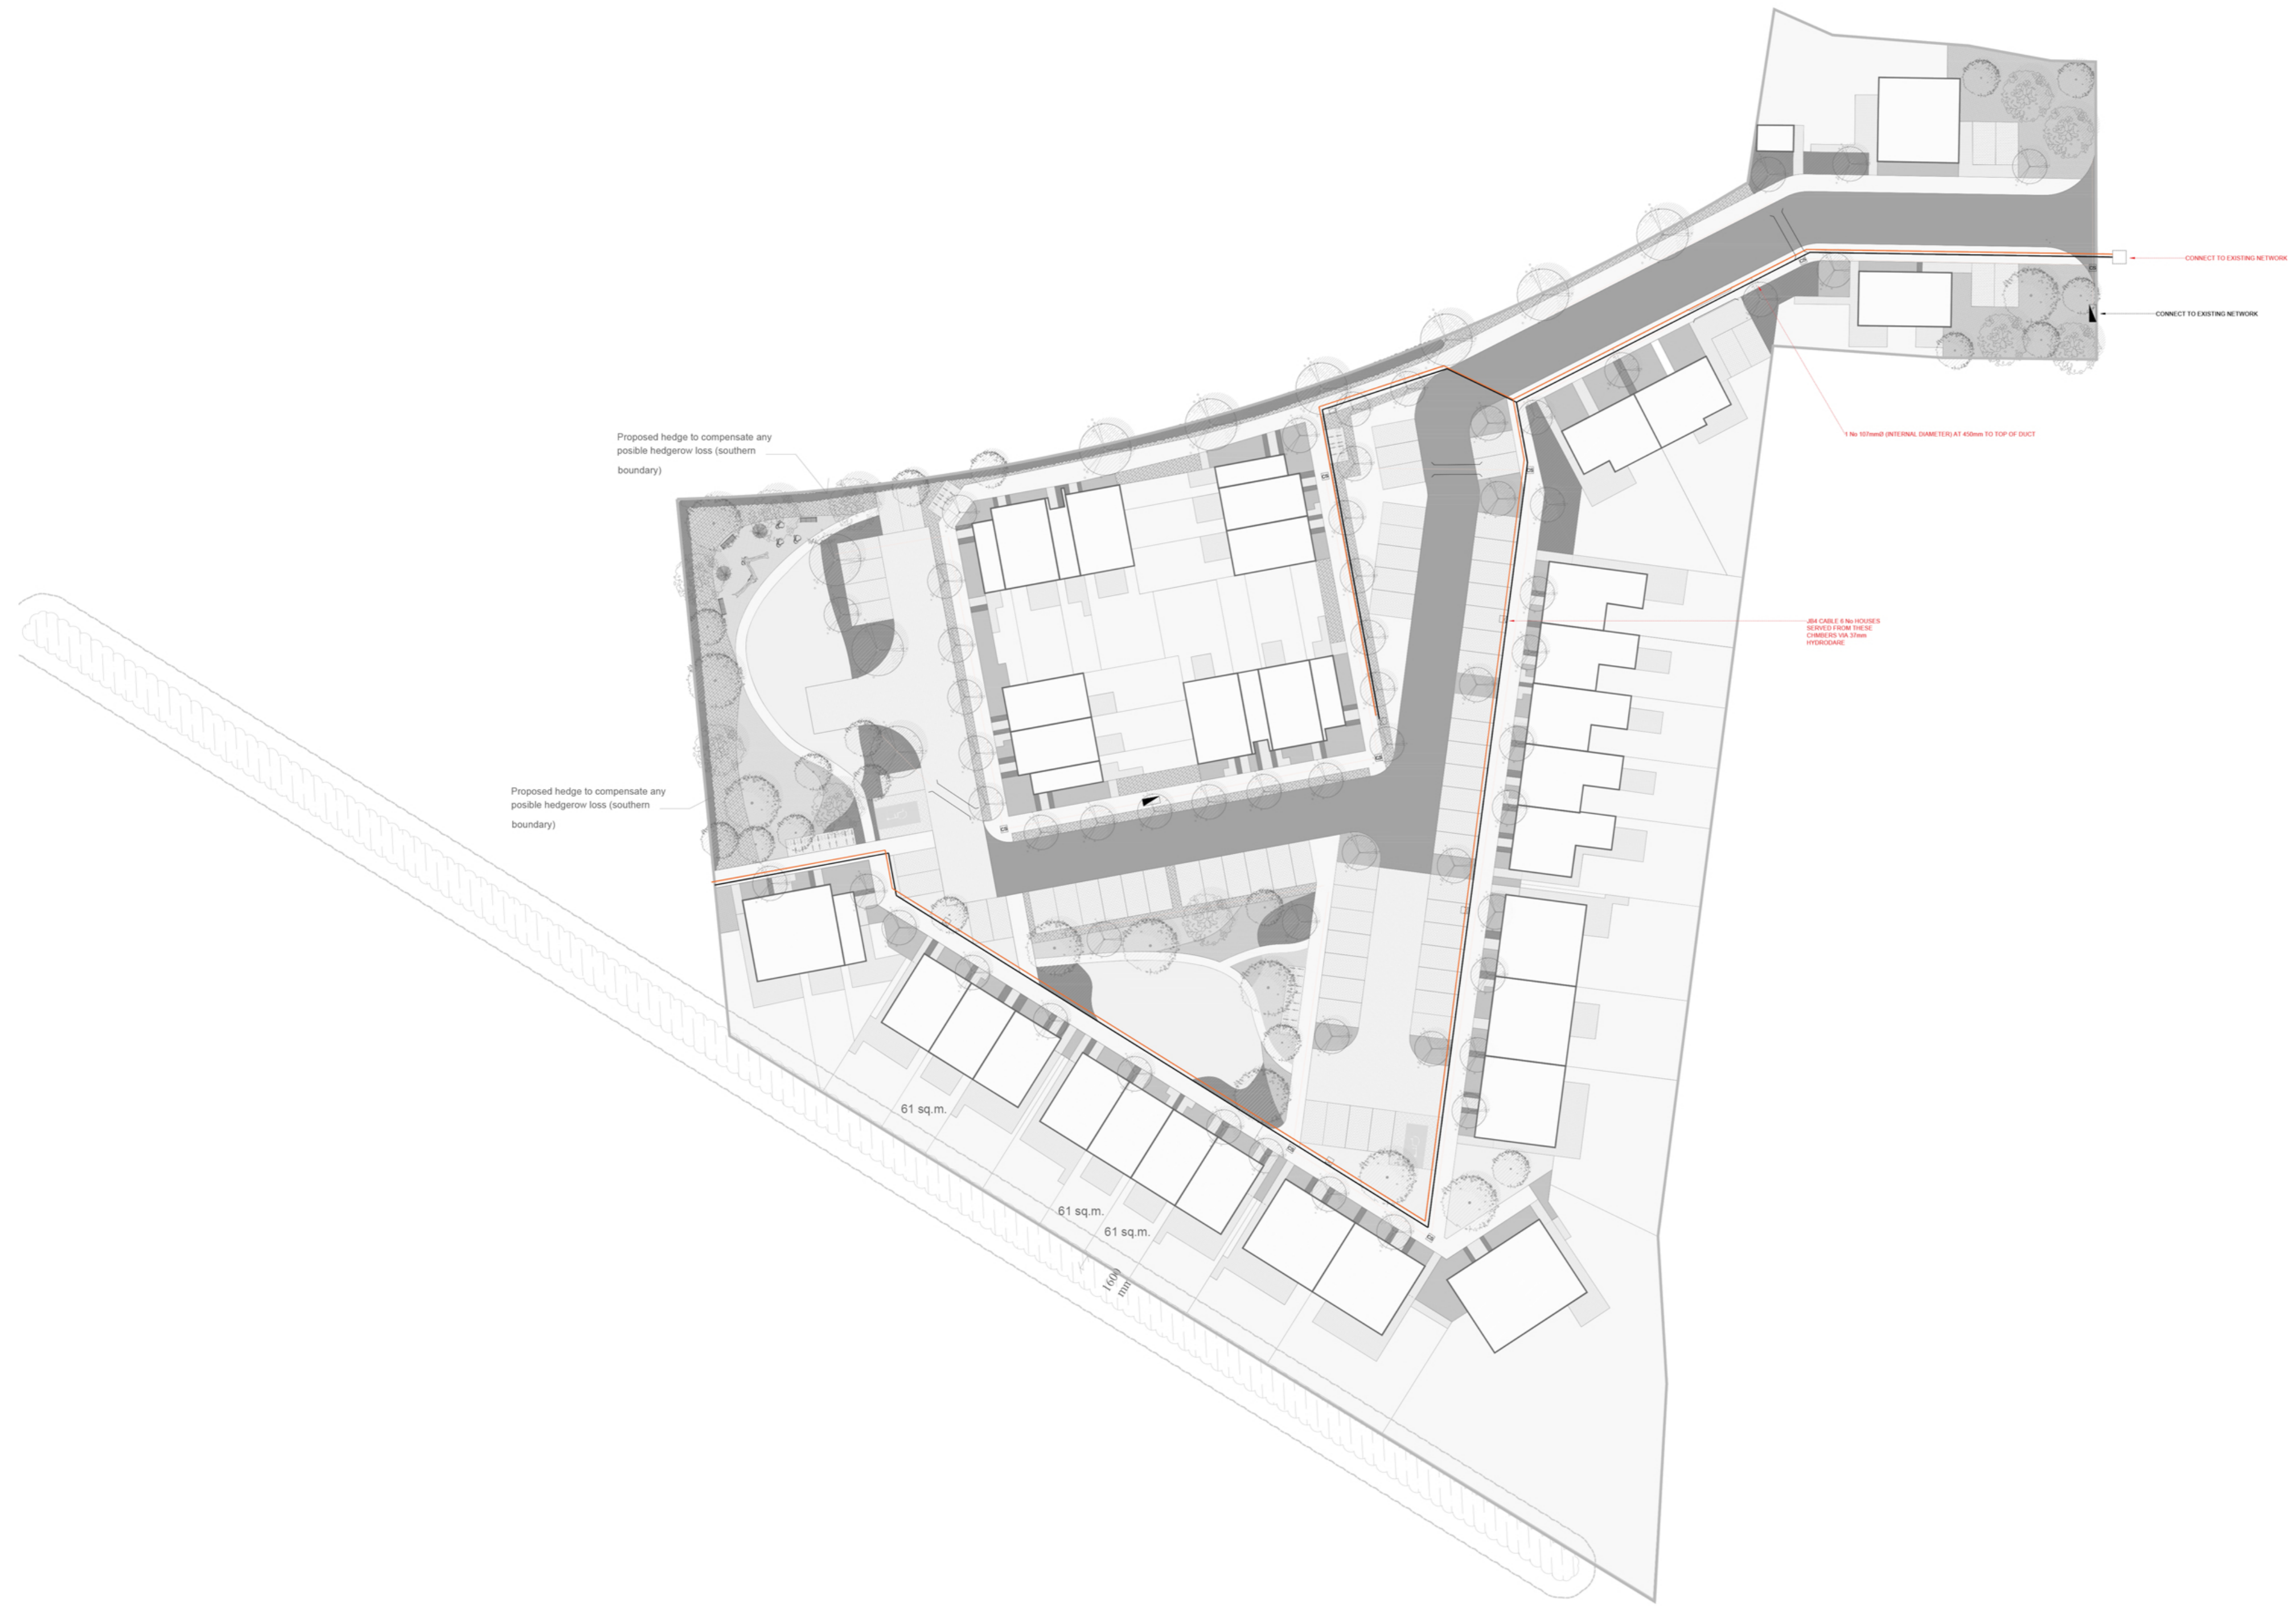 CONNECT TO EXISTING NETWORK
CONNECT TO EXISTING NETWORK
1 No 107mmØ (INTERNAL DIAMETER) AT 450mm TO TOP OF DUCT
Proposed hedge to compensate any
posible hedgerow loss (southern
boundary)
JB4 CABLE 8 No.HOUSES
SERVED FROM THESE
CHMBERS VIA 37mm
HYDRODARE
Proposed hedge to compensate any
posible hedgerow loss (southern
boundary)
61 sq.m.
61 sq.m.
61 sq.m.
1600
mm